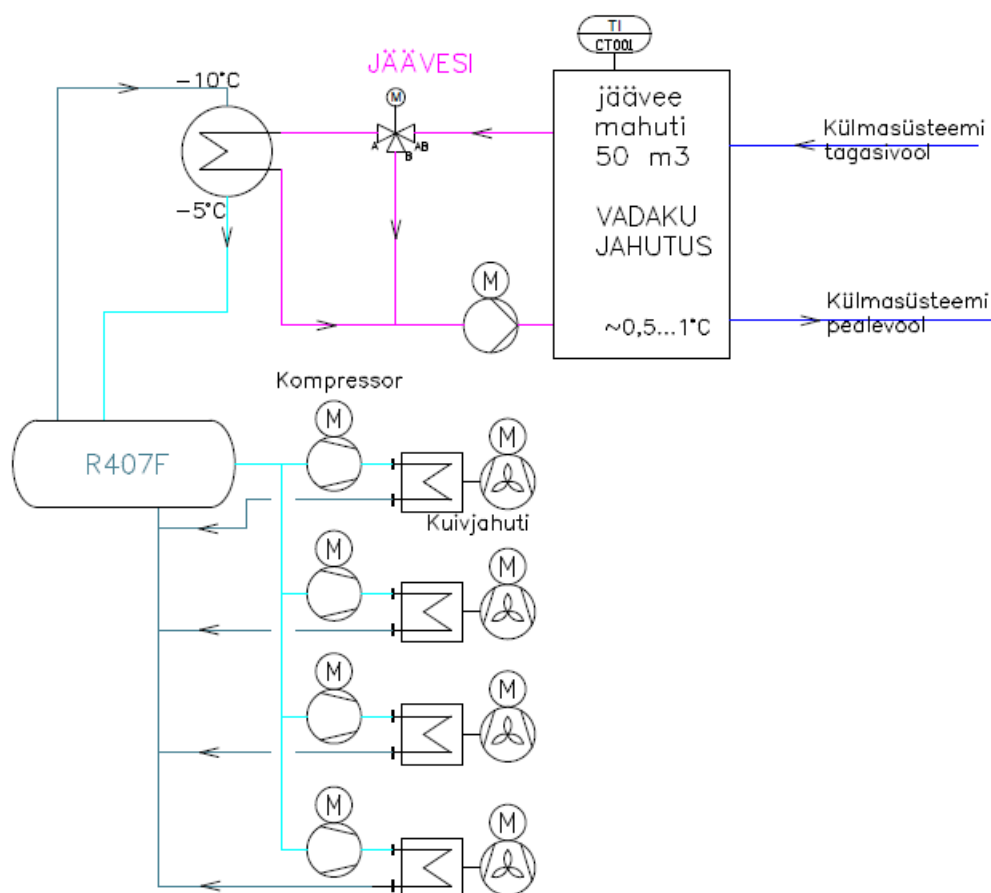 TI
CT001
JÄÄVESI
-10°C
M
A
AB
B
jäävee
mahuti
50 m3
Külmasüsteemi
tagasivool
-5°C
VADAKU
JAHUTUS
M
~0,5...1°C
Külmasüsteemi
pealevool
Kompressor
M
M
R407F
Kuivjahuti
M
M
M
M
M
M